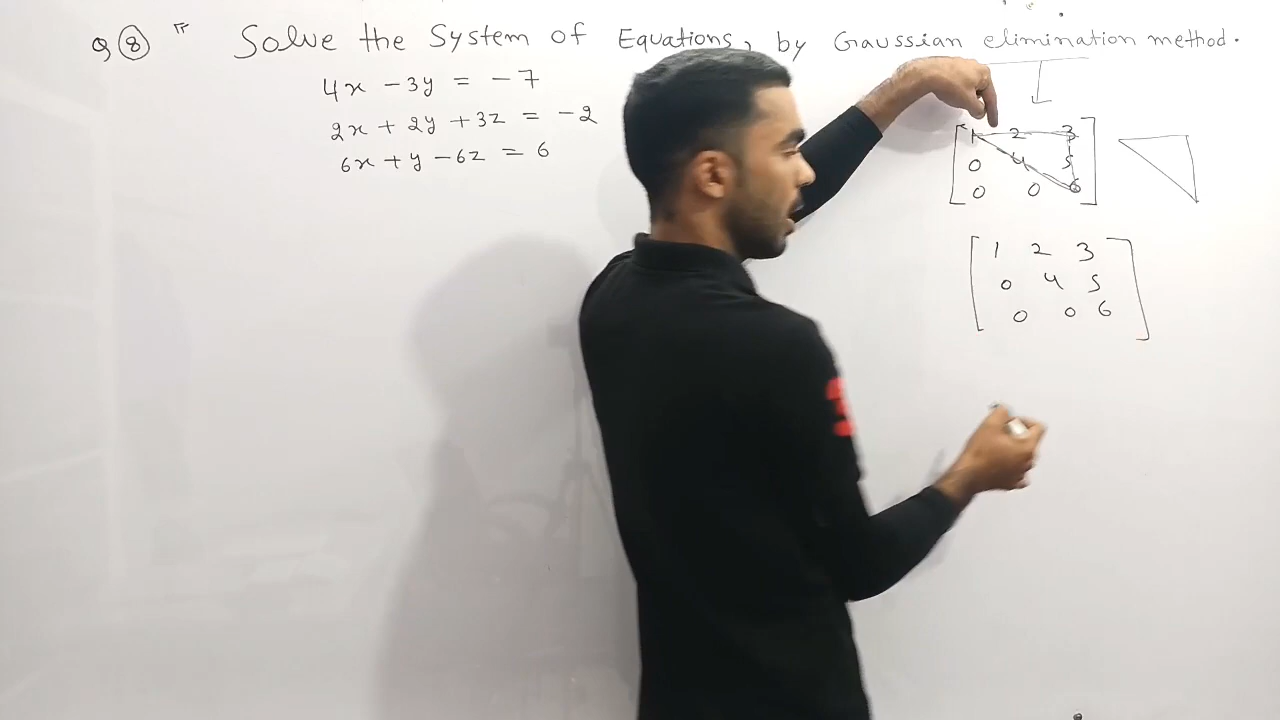 Q (8) Solve the System of Equations, by Gaussian elimination method.
4x - 3y = -7
2x + 2y + 3z = -2
6x + y - 6z = 6
1 2 3
0 4 5
0 0 6
1 2 3
0 4 5
0 0 6